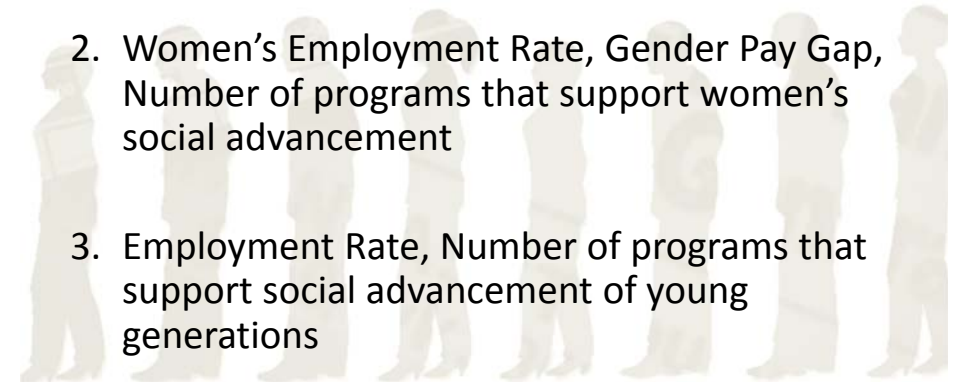 2. Women’s Employment Rate, Gender Pay Gap,
Number of programs that support women’s
social advancement
3. Employment Rate, Number of programs that
support social advancement of young
generations